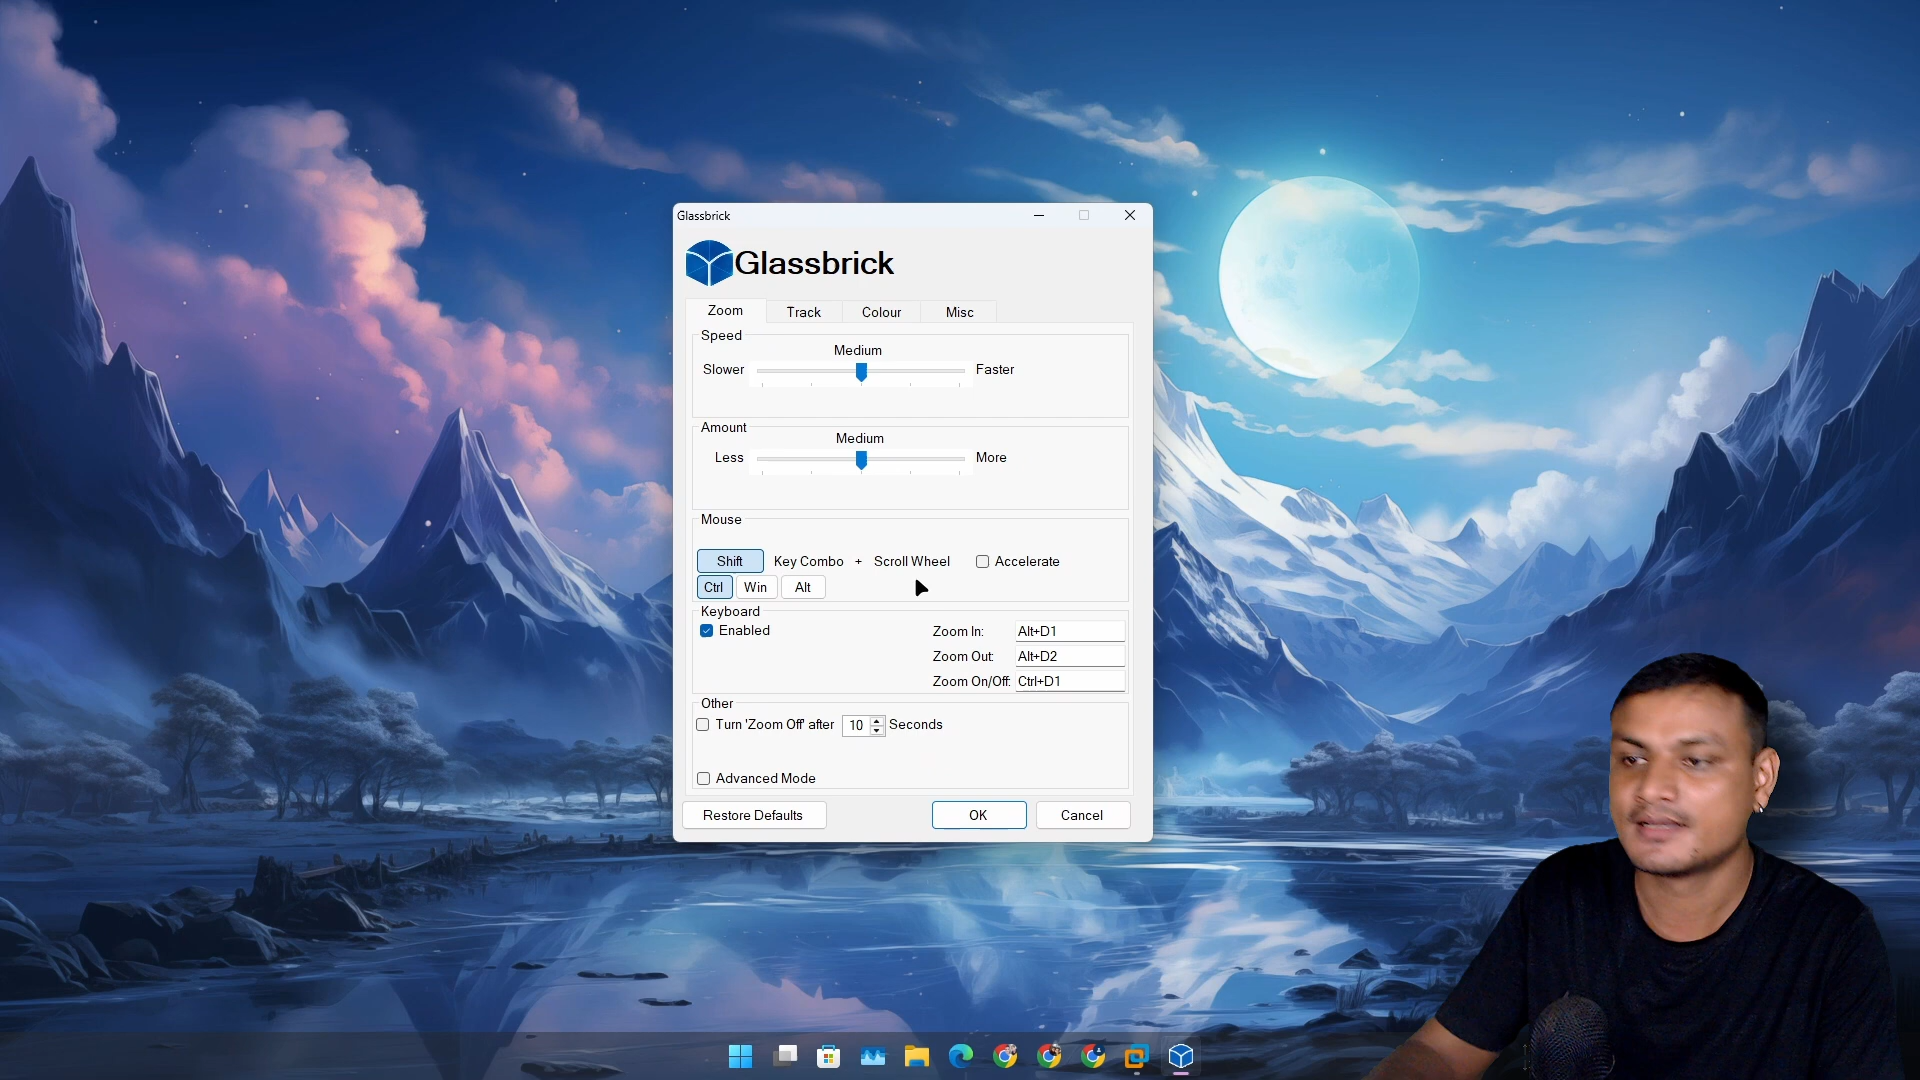 Glassbrick
Glassbrick
Zoom Track Colour Misc
Speed
Medium
Slower Faster
Amount
Medium
Less More
Mouse
Shift Key Combo + Scroll Wheel Accelerate
Ctrl Win Alt
Keyboard
Enabled
Zoom In: Alt+D1
Zoom Out: Alt+D2
Zoom On/Off: Ctrl+D1
Other
Turn 'Zoom Off' after 10 Seconds
Advanced Mode
Restore Defaults OK Cancel